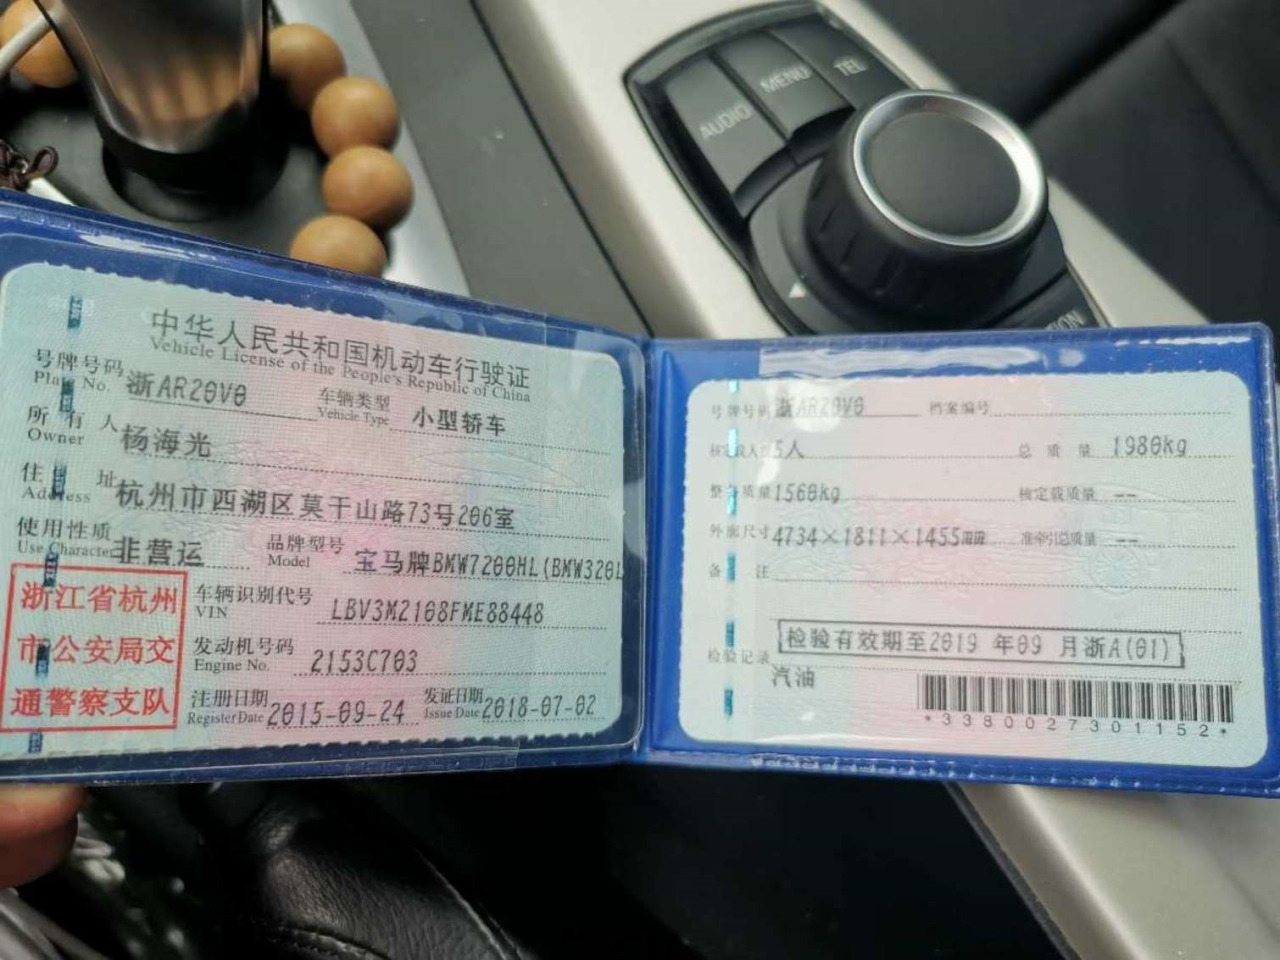 AUDIO
MENU
TEL
中华人民共和国机动车行驶证
Vehicle License of the People's Republic of China
号牌号码 浙AR20V0 车辆类型 小型轿车
Plate No. Vehicle Type
所有人 杨海光
Owner
住址 杭州市西湖区莫干山路73号206室
Address
使用性质 非营运 品牌型号 宝马牌BMW7200HL(BMW320L
Use Character Model
浙江省杭州
市公安局交
通警察支队
车辆识别代号 LBV3M2108FME88448
VIN
发动机号码 2153C703
Engine No.
注册日期 2015-09-24 发证日期 2018-07-02
Register Date Issue Date
号牌号码 浙AR20V0 档案编号
核定载人数 5人 总质量 1980kg
整备质量 1560kg 核定载质量 --
外廓尺寸 4734×1811×1455mm 准牵引总质量 --
备注
检验有效期至2019 年09 月浙A(01)
检验记录
汽油
*3380027301152*